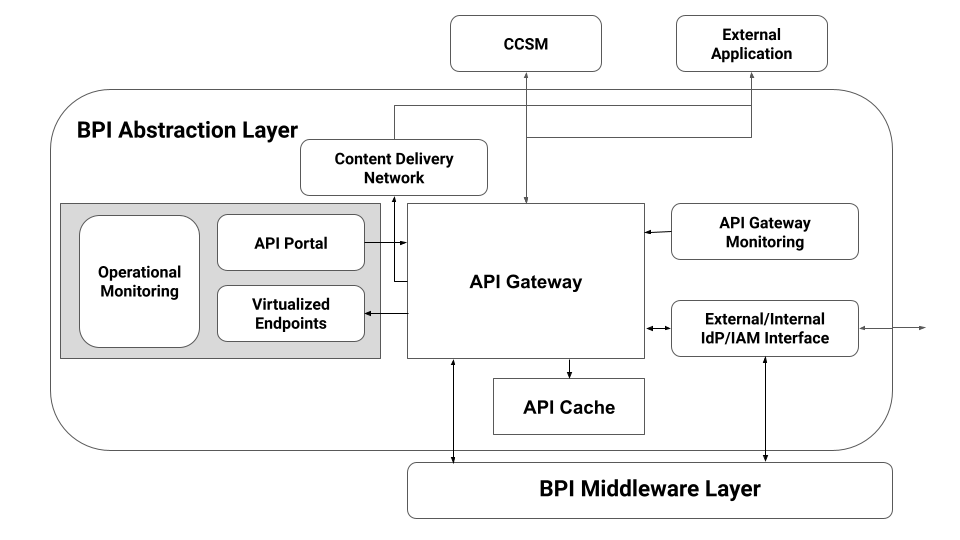 CCSM
External
Application
BPI Abstraction Layer
Content Delivery
Network
Operational
Monitoring
API Portal
Virtualized
Endpoints
API Gateway
API Gateway
Monitoring
External/Internal
IdP/IAM Interface
API Cache
BPI Middleware Layer